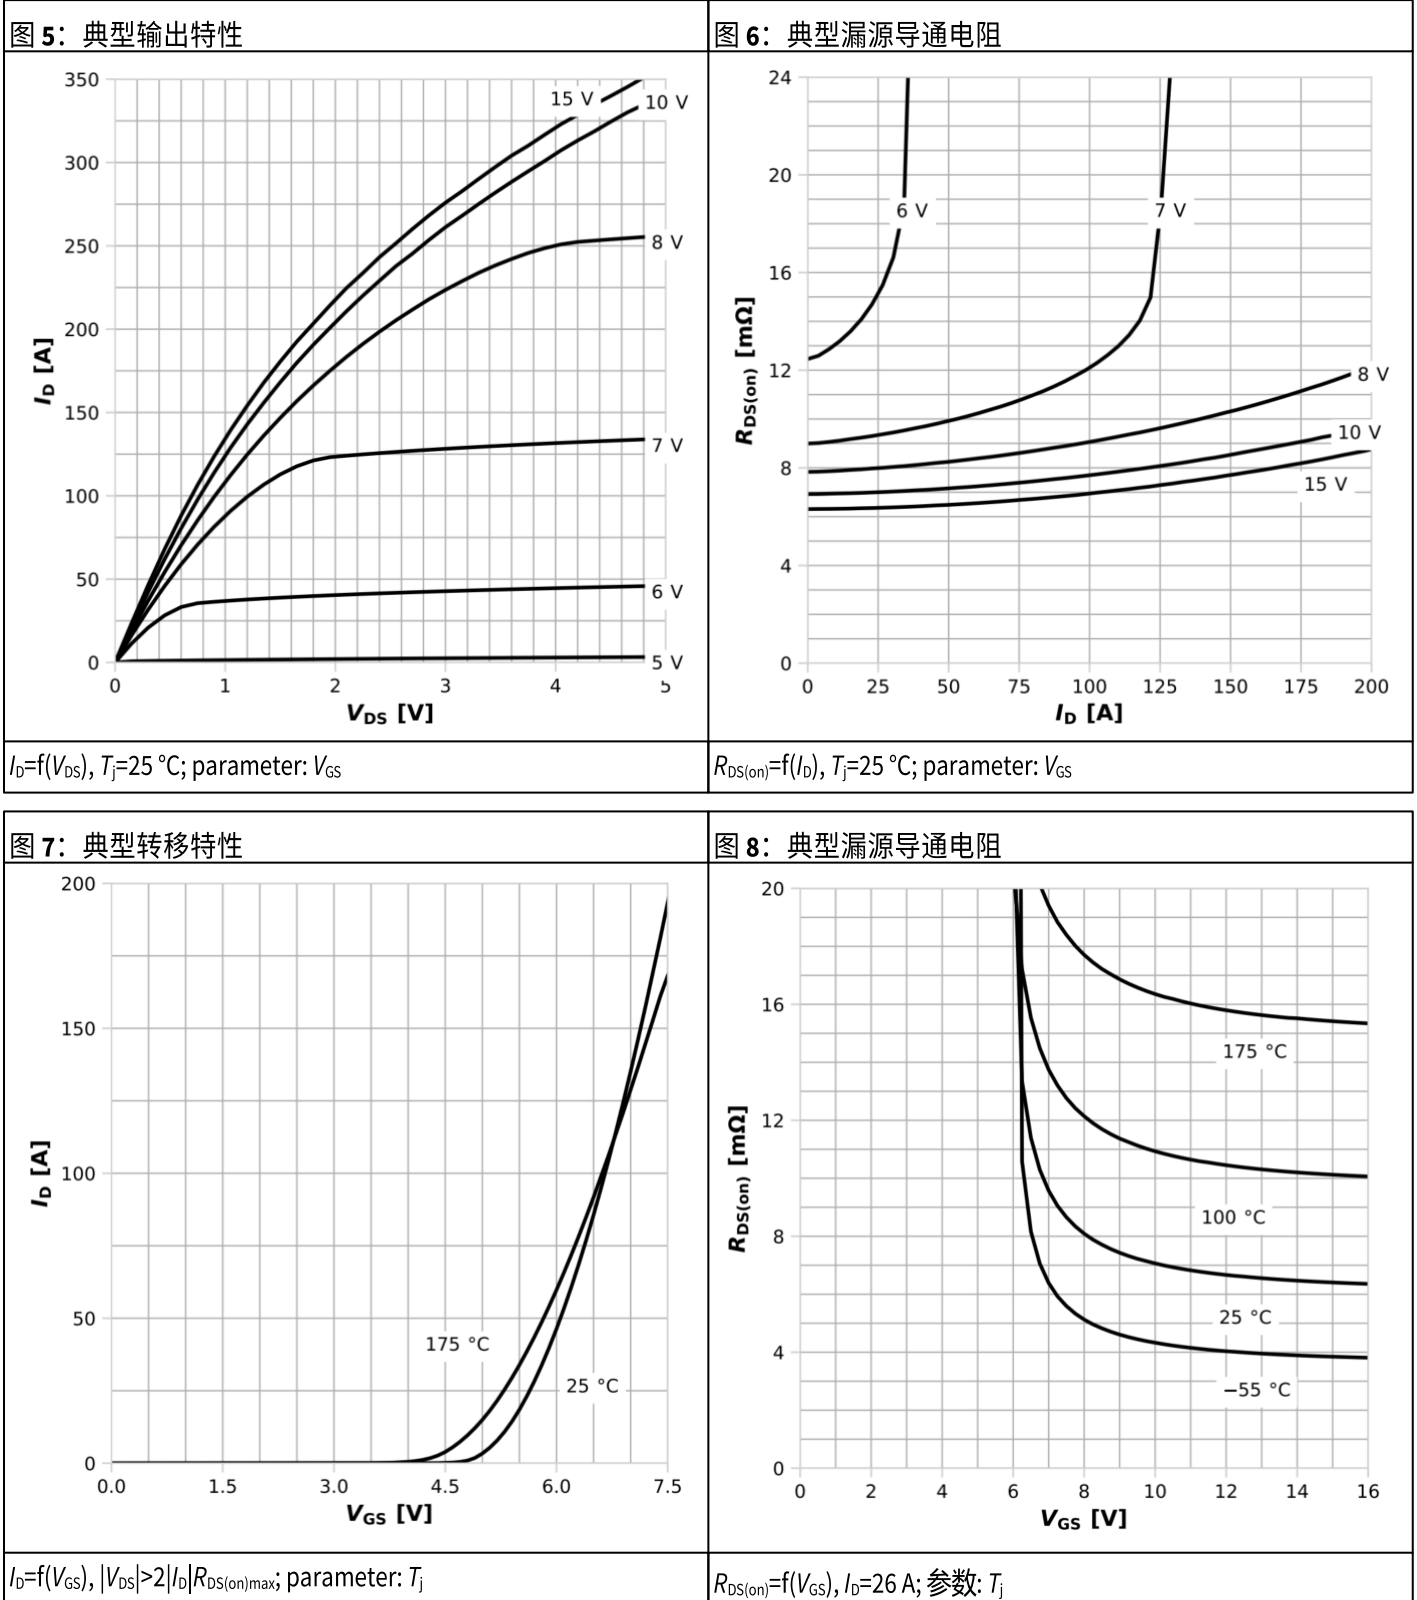 图 5：典型输出特性
350
300
250
200
150
100
50
0
0 1 2 3 4 5
15 V
10 V
8 V
7 V
6 V
5 V
I_D [A]
V_DS [V]
I_D=f(V_DS), T_j=25 °C; parameter: V_GS
图 6：典型漏源导通电阻
24
20
16
12
8
4
0
0 25 50 75 100 125 150 175 200
6 V
7 V
8 V
10 V
15 V
R_DS(on) [mΩ]
I_D [A]
R_DS(on)=f(I_D), T_j=25 °C; parameter: V_GS
图 7：典型转移特性
200
150
100
50
0
0.0 1.5 3.0 4.5 6.0 7.5
175 °C
25 °C
I_D [A]
V_GS [V]
I_D=f(V_GS), |V_DS|>2|I_D|R_DS(on)max; parameter: T_j
图 8：典型漏源导通电阻
20
16
12
8
4
0
0 2 4 6 8 10 12 14 16
175 °C
100 °C
25 °C
−55 °C
R_DS(on) [mΩ]
V_GS [V]
R_DS(on)=f(V_GS), I_D=26 A; 参数: T_j